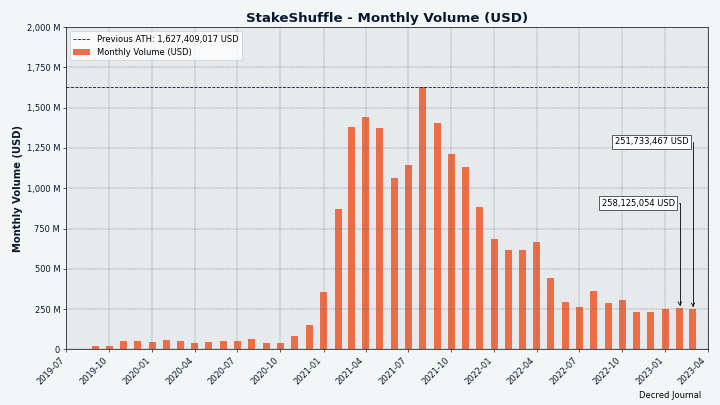 StakeShuffle - Monthly Volume (USD)
Previous ATH: 1,627,409,017 USD
Monthly Volume (USD)
Monthly Volume (USD)
2,000 M
1,750 M
1,500 M
1,250 M
1,000 M
750 M
500 M
250 M
0
251,733,467 USD
258,125,054 USD
2019-07
2019-10
2020-01
2020-04
2020-07
2020-10
2021-01
2021-04
2021-07
2021-10
2022-01
2022-04
2022-07
2022-10
2023-01
2023-04
Decred Journal